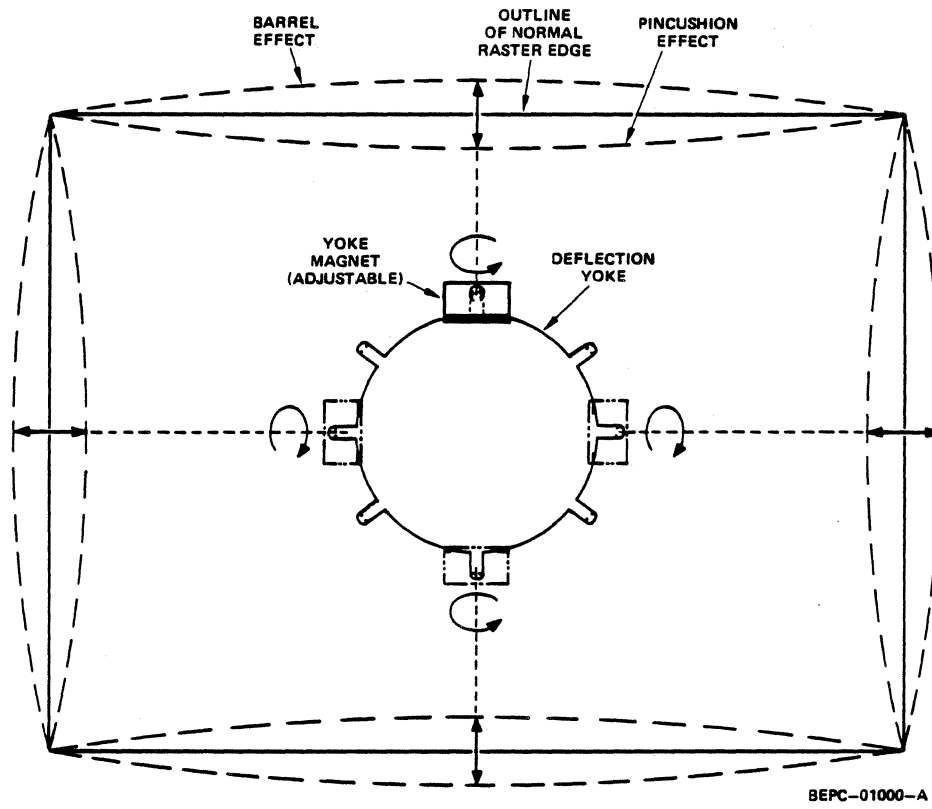 BARREL
EFFECT
OUTLINE
OF NORMAL
RASTER EDGE
PINCUSHION
EFFECT
YOKE
MAGNET
(ADJUSTABLE)
DEFLECTION
YOKE
BEPC-01000-A